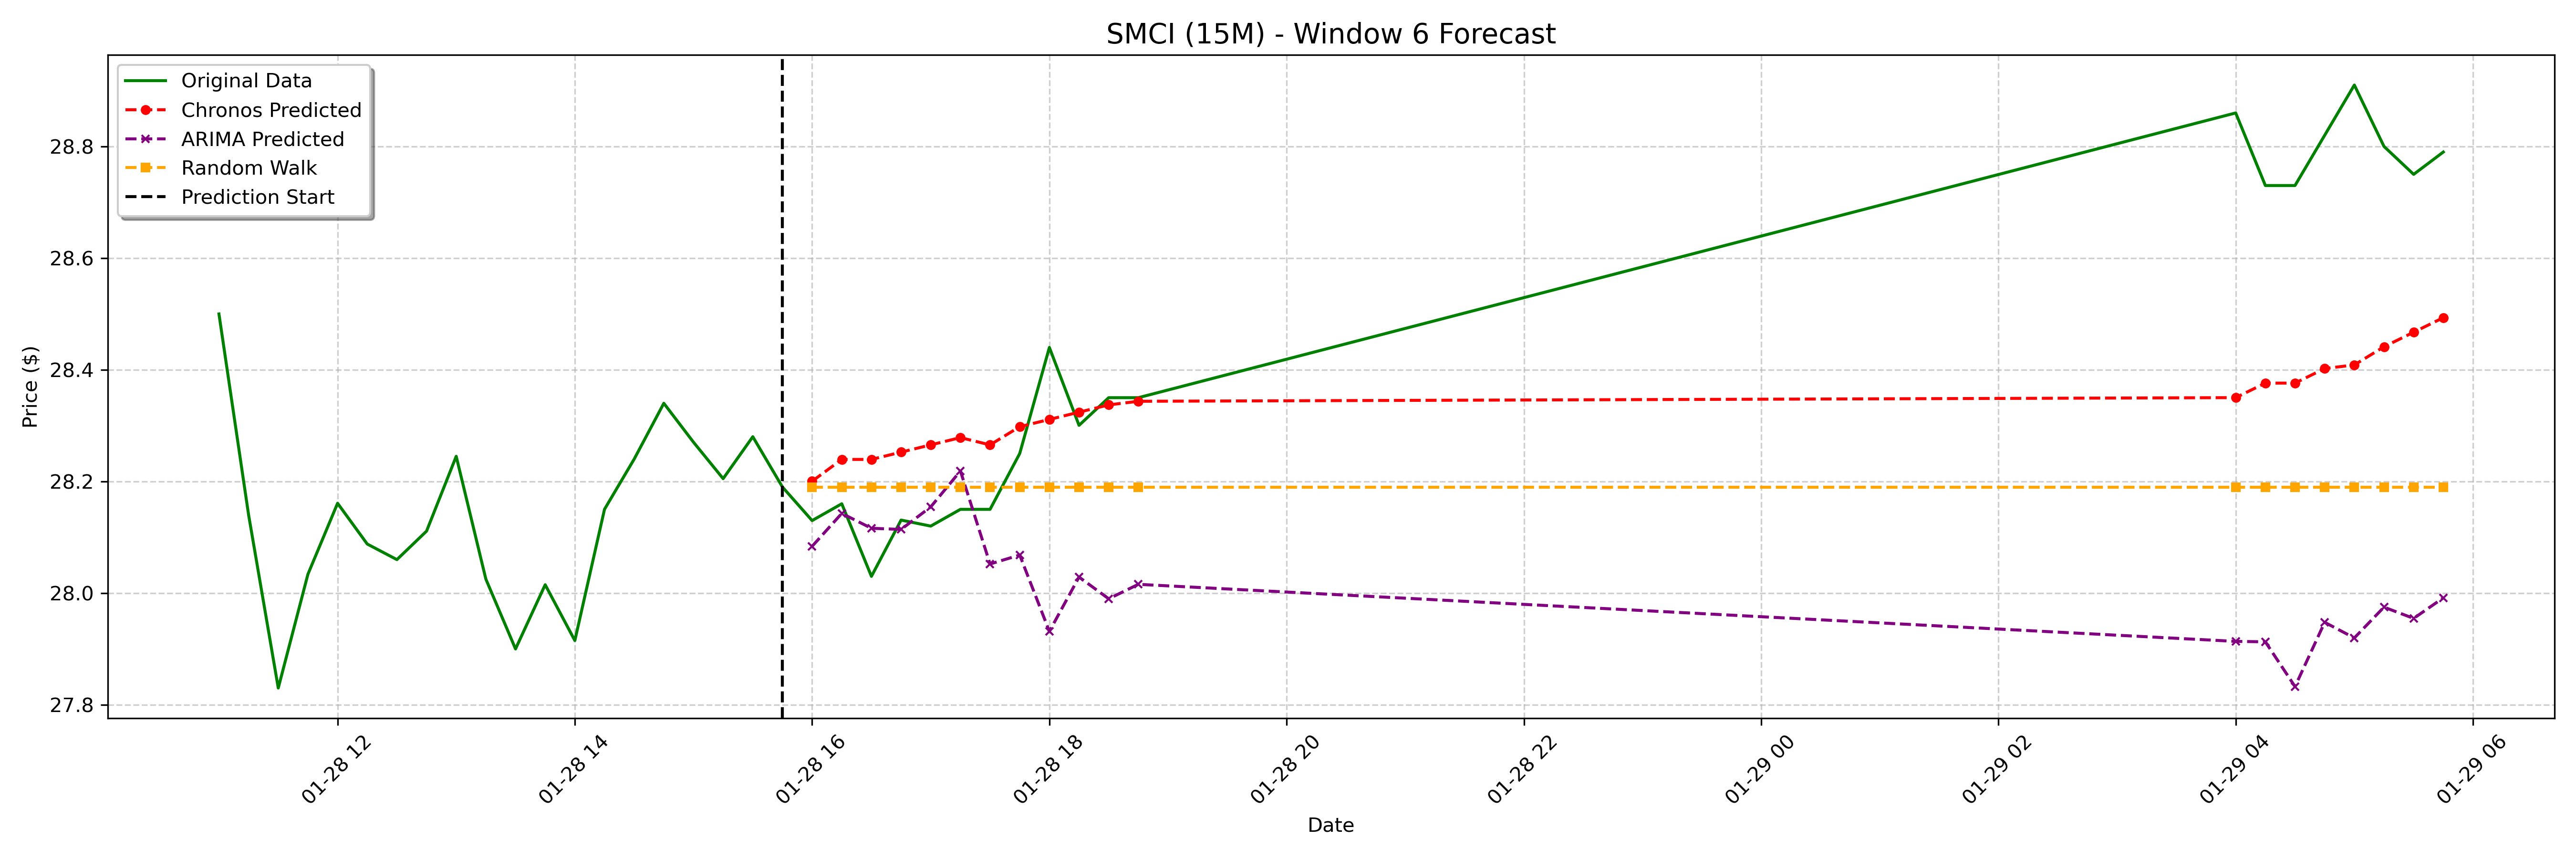 SMCI (15M) - Window 6 Forecast
Original Data
Chronos Predicted
ARIMA Predicted
Random Walk
Prediction Start
Price ($)
28.8
28.6
28.4
28.2
28.0
27.8
01-28 12
01-28 14
01-28 16
01-28 18
01-28 20
01-28 22
01-29 00
01-29 02
01-29 04
01-29 06
Date